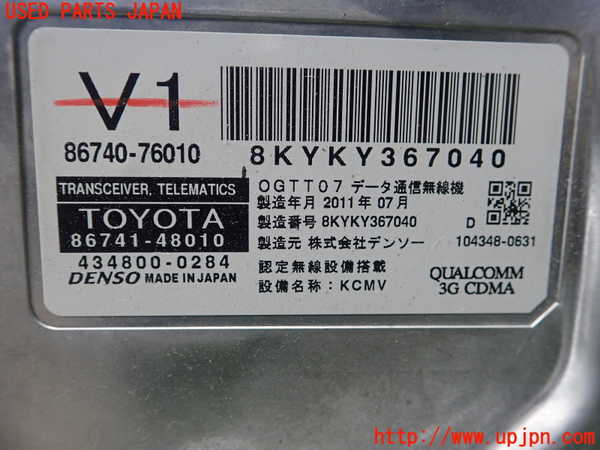 USED PARTS JAPAN
V1
86740-76010
8KYKY367040
TRANSCEIVER, TELEMATICS
TOYOTA
86741-48010
434800-0284
DENSO MADE IN JAPAN
OGTT07 データ通信無線機
製造年月 2011年 07月
製造番号 8KYKY367040
D
製造元 株式会社デンソー
104348-0631
認定無線設備搭載
設備名称：KCMV
QUALCOMM
3G CDMA
http://www.upjpn.com/